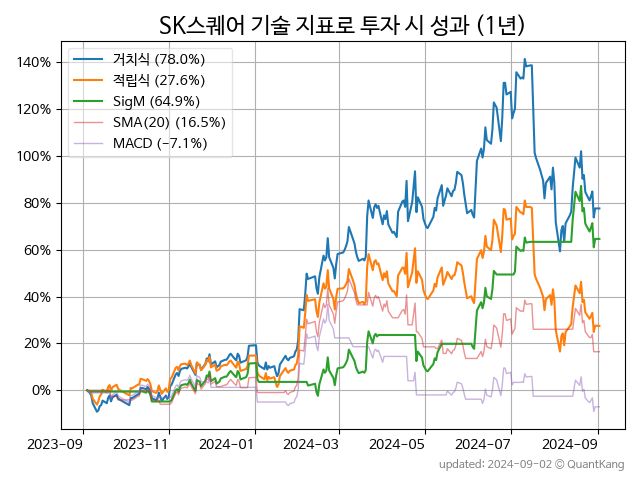 SK스퀘어 기술 지표로 투자 시 성과 (1년)
거치식 (78.0%)
적립식 (27.6%)
SigM (64.9%)
SMA(20) (16.5%)
MACD (−7.1%)
140%
120%
100%
80%
60%
40%
20%
0%
2023-09 2023-11 2024-01 2024-03 2024-05 2024-07 2024-09
updated: 2024-09-02 © QuantKang